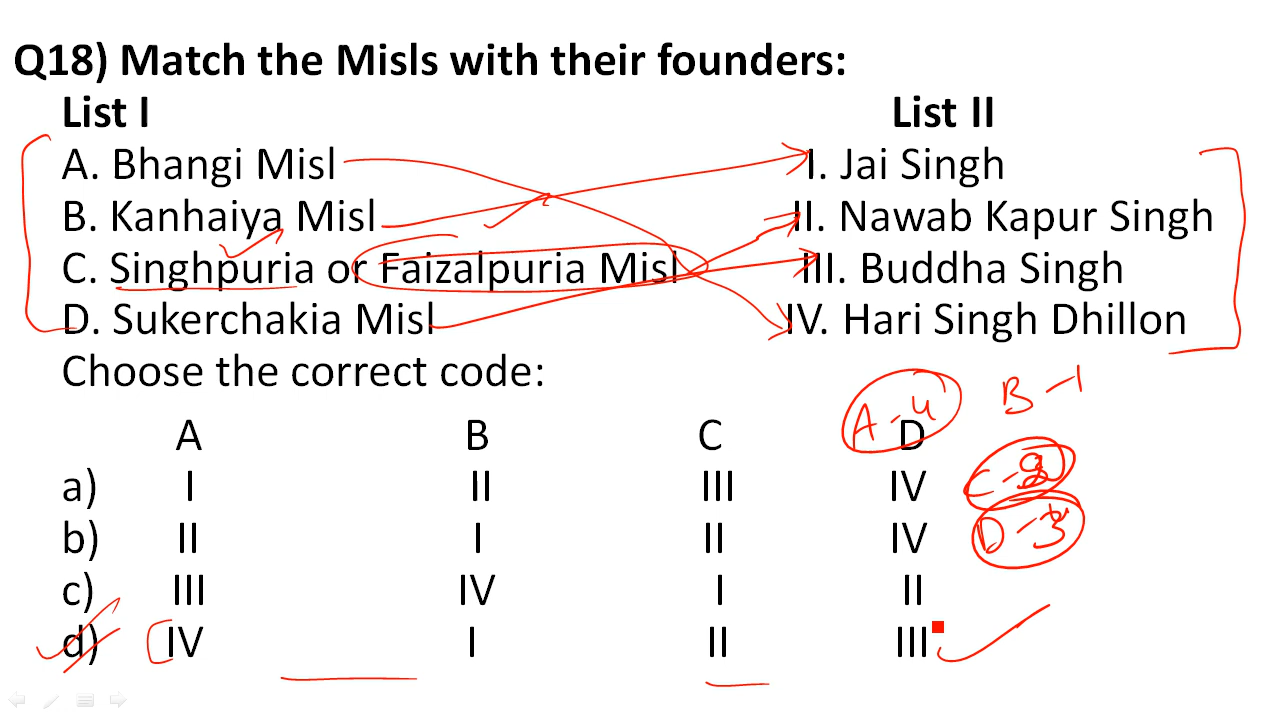 Q18) Match the Misls with their founders:
List I List II
A. Bhangi Misl I. Jai Singh
B. Kanhaiya Misl II. Nawab Kapur Singh
C. Singhpuria or Faizalpuria Misl III. Buddha Singh
D. Sukerchakia Misl IV. Hari Singh Dhillon
Choose the correct code:
A - 4 B - 1
A B C D
a) I II III IV C - 2
b) II I II IV D - 3
c) III IV I II
d) IV I II III